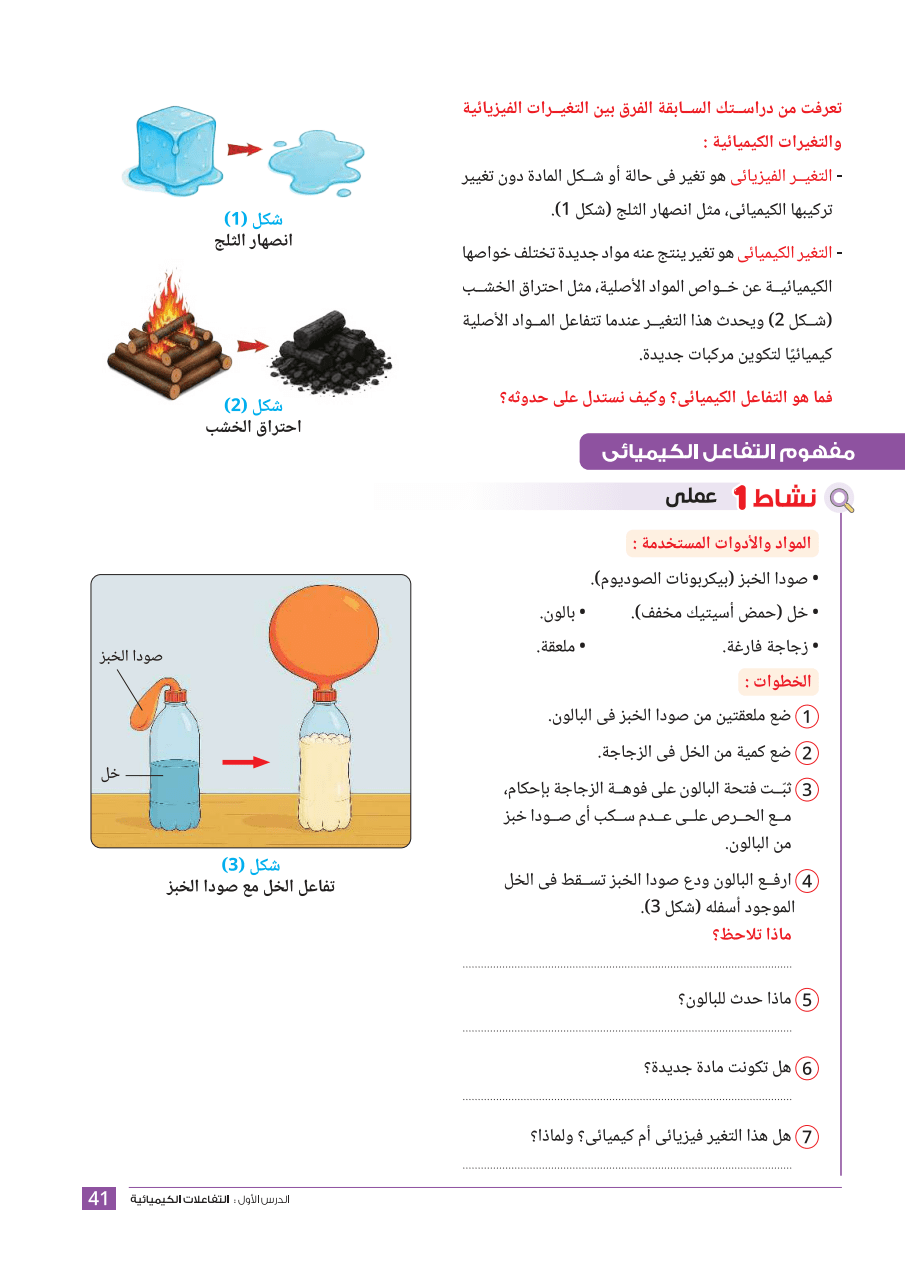 تعرفت من دراستك السابقة الفرق بين التغيرات الفيزيائية
والتغيرات الكيميائية :
- التغير الفيزيائى هو تغير فى حالة أو شكل المادة دون تغيير
تركيبها الكيميائى، مثل انصهار الثلج (شكل 1).
- التغير الكيميائى هو تغير ينتج عنه مواد جديدة تختلف خواصها
الكيميائية عن خواص المواد الأصلية، مثل احتراق الخشب
(شكل 2) ويحدث هذا التغير عندما تتفاعل المواد الأصلية
كيميائيًا لتكوين مركبات جديدة.
فما هو التفاعل الكيميائى؟ وكيف نستدل على حدوثه؟
شكل (1)
انصهار الثلج
شكل (2)
احتراق الخشب
مفهوم التفاعل الكيميائى
نشاط 1 عملى
المواد والأدوات المستخدمة :
• صودا الخبز (بيكربونات الصوديوم).
• خل (حمض أسيتيك مخفف). • بالون.
• زجاجة فارغة. • ملعقة.
الخطوات :
1 ضع ملعقتين من صودا الخبز فى البالون.
2 ضع كمية من الخل فى الزجاجة.
3 ثبّت فتحة البالون على فوهة الزجاجة بإحكام،
مع الحرص على عدم سكب أى صودا خبز
من البالون.
4 ارفع البالون ودع صودا الخبز تسقط فى الخل
الموجود أسفله (شكل 3).
ماذا تلاحظ؟
5 ماذا حدث للبالون؟
6 هل تكونت مادة جديدة؟
7 هل هذا التغير فيزيائى أم كيميائى؟ ولماذا؟
صودا الخبز
خل
شكل (3)
تفاعل الخل مع صودا الخبز
الدرس الأول : التفاعلات الكيميائية
41